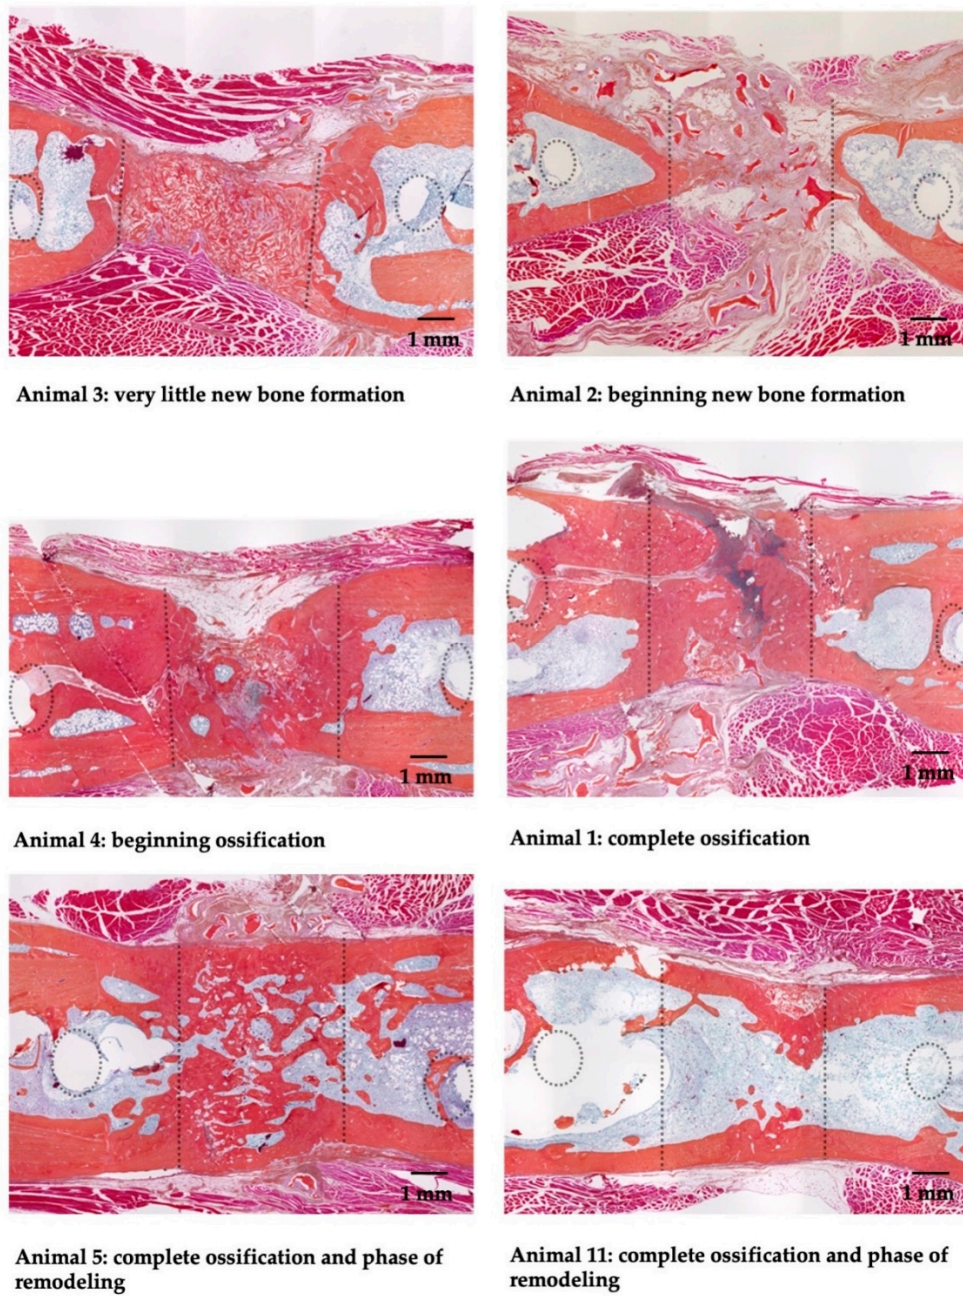 1 mm
1 mm
Animal 3: very little new bone formation
Animal 2: beginning new bone formation
1 mm
1 mm
Animal 4: beginning ossification
Animal 1: complete ossification
1 mm
1 mm
Animal 5: complete ossification and phase of
remodeling
Animal 11: complete ossification and phase of
remodeling